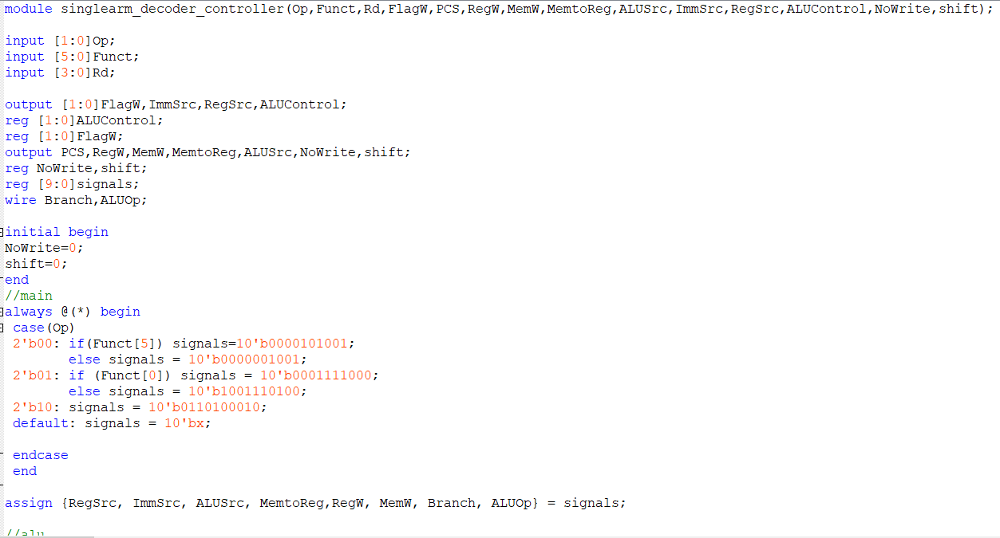 module singlearm_decoder_controller(Op,Funct,Rd,FlagW,PCS,RegW,MemW,MemtoReg,ALUSrc,ImmSrc,RegSrc,ALUControl,NoWrite,shift);
input [1:0]Op;
input [5:0]Funct;
input [3:0]Rd;
output [1:0]FlagW,ImmSrc,RegSrc,ALUControl;
reg [1:0]ALUControl;
reg [1:0]FlagW;
output PCS,RegW,MemW,MemtoReg,ALUSrc,NoWrite,shift;
reg NoWrite,shift;
reg [9:0]signals;
wire Branch,ALUOp;
initial begin
NoWrite=0;
shift=0;
end
//main
always @(*) begin
case(Op)
2'b00: if(Funct[5]) signals=10'b0000101001;
else signals = 10'b0000001001;
2'b01: if (Funct[0]) signals = 10'b0001111000;
else signals = 10'b1001110100;
2'b10: signals = 10'b0110100010;
default: signals = 10'bx;
endcase
end
assign {RegSrc, ImmSrc, ALUSrc, MemtoReg,RegW, MemW, Branch, ALUOp} = signals;
//alu